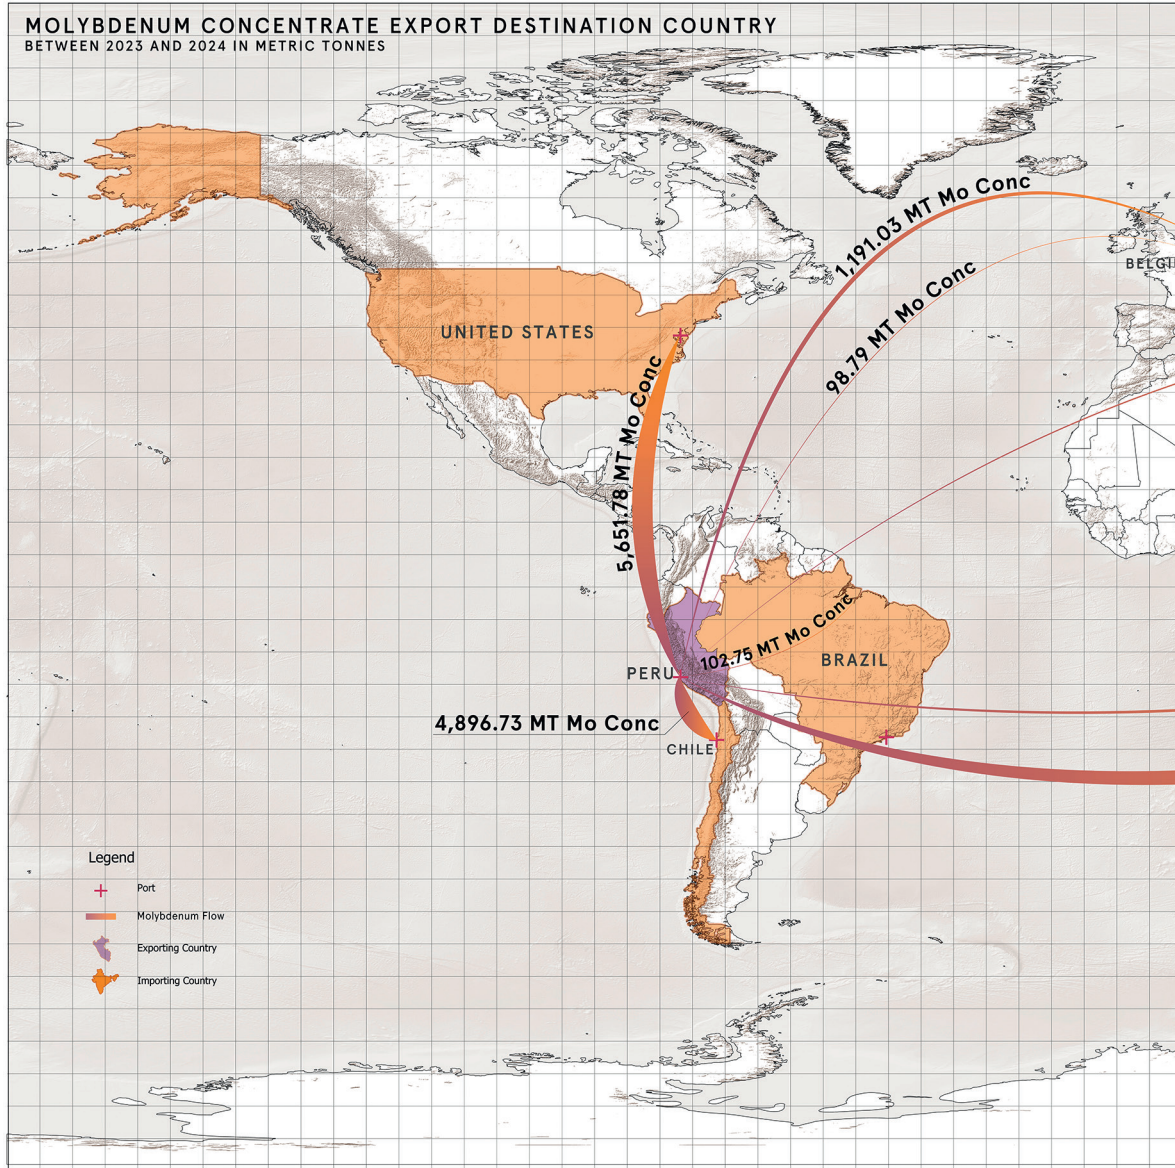 MOLYBDENUM CONCENTRATE EXPORT DESTINATION COUNTRY
BETWEEN 2023 AND 2024 IN METRIC TONNES
1,191.03 MT Mo Conc
BELGI
98.79 MT Mo Conc
UNITED STATES
5,651.78 MT Mo Conc
102.75 MT Mo Conc
BRAZIL
PERU
4,896.73 MT Mo Conc
CHILE
Legend
Port
Molybdenum Flow
Exporting Country
Importing Country